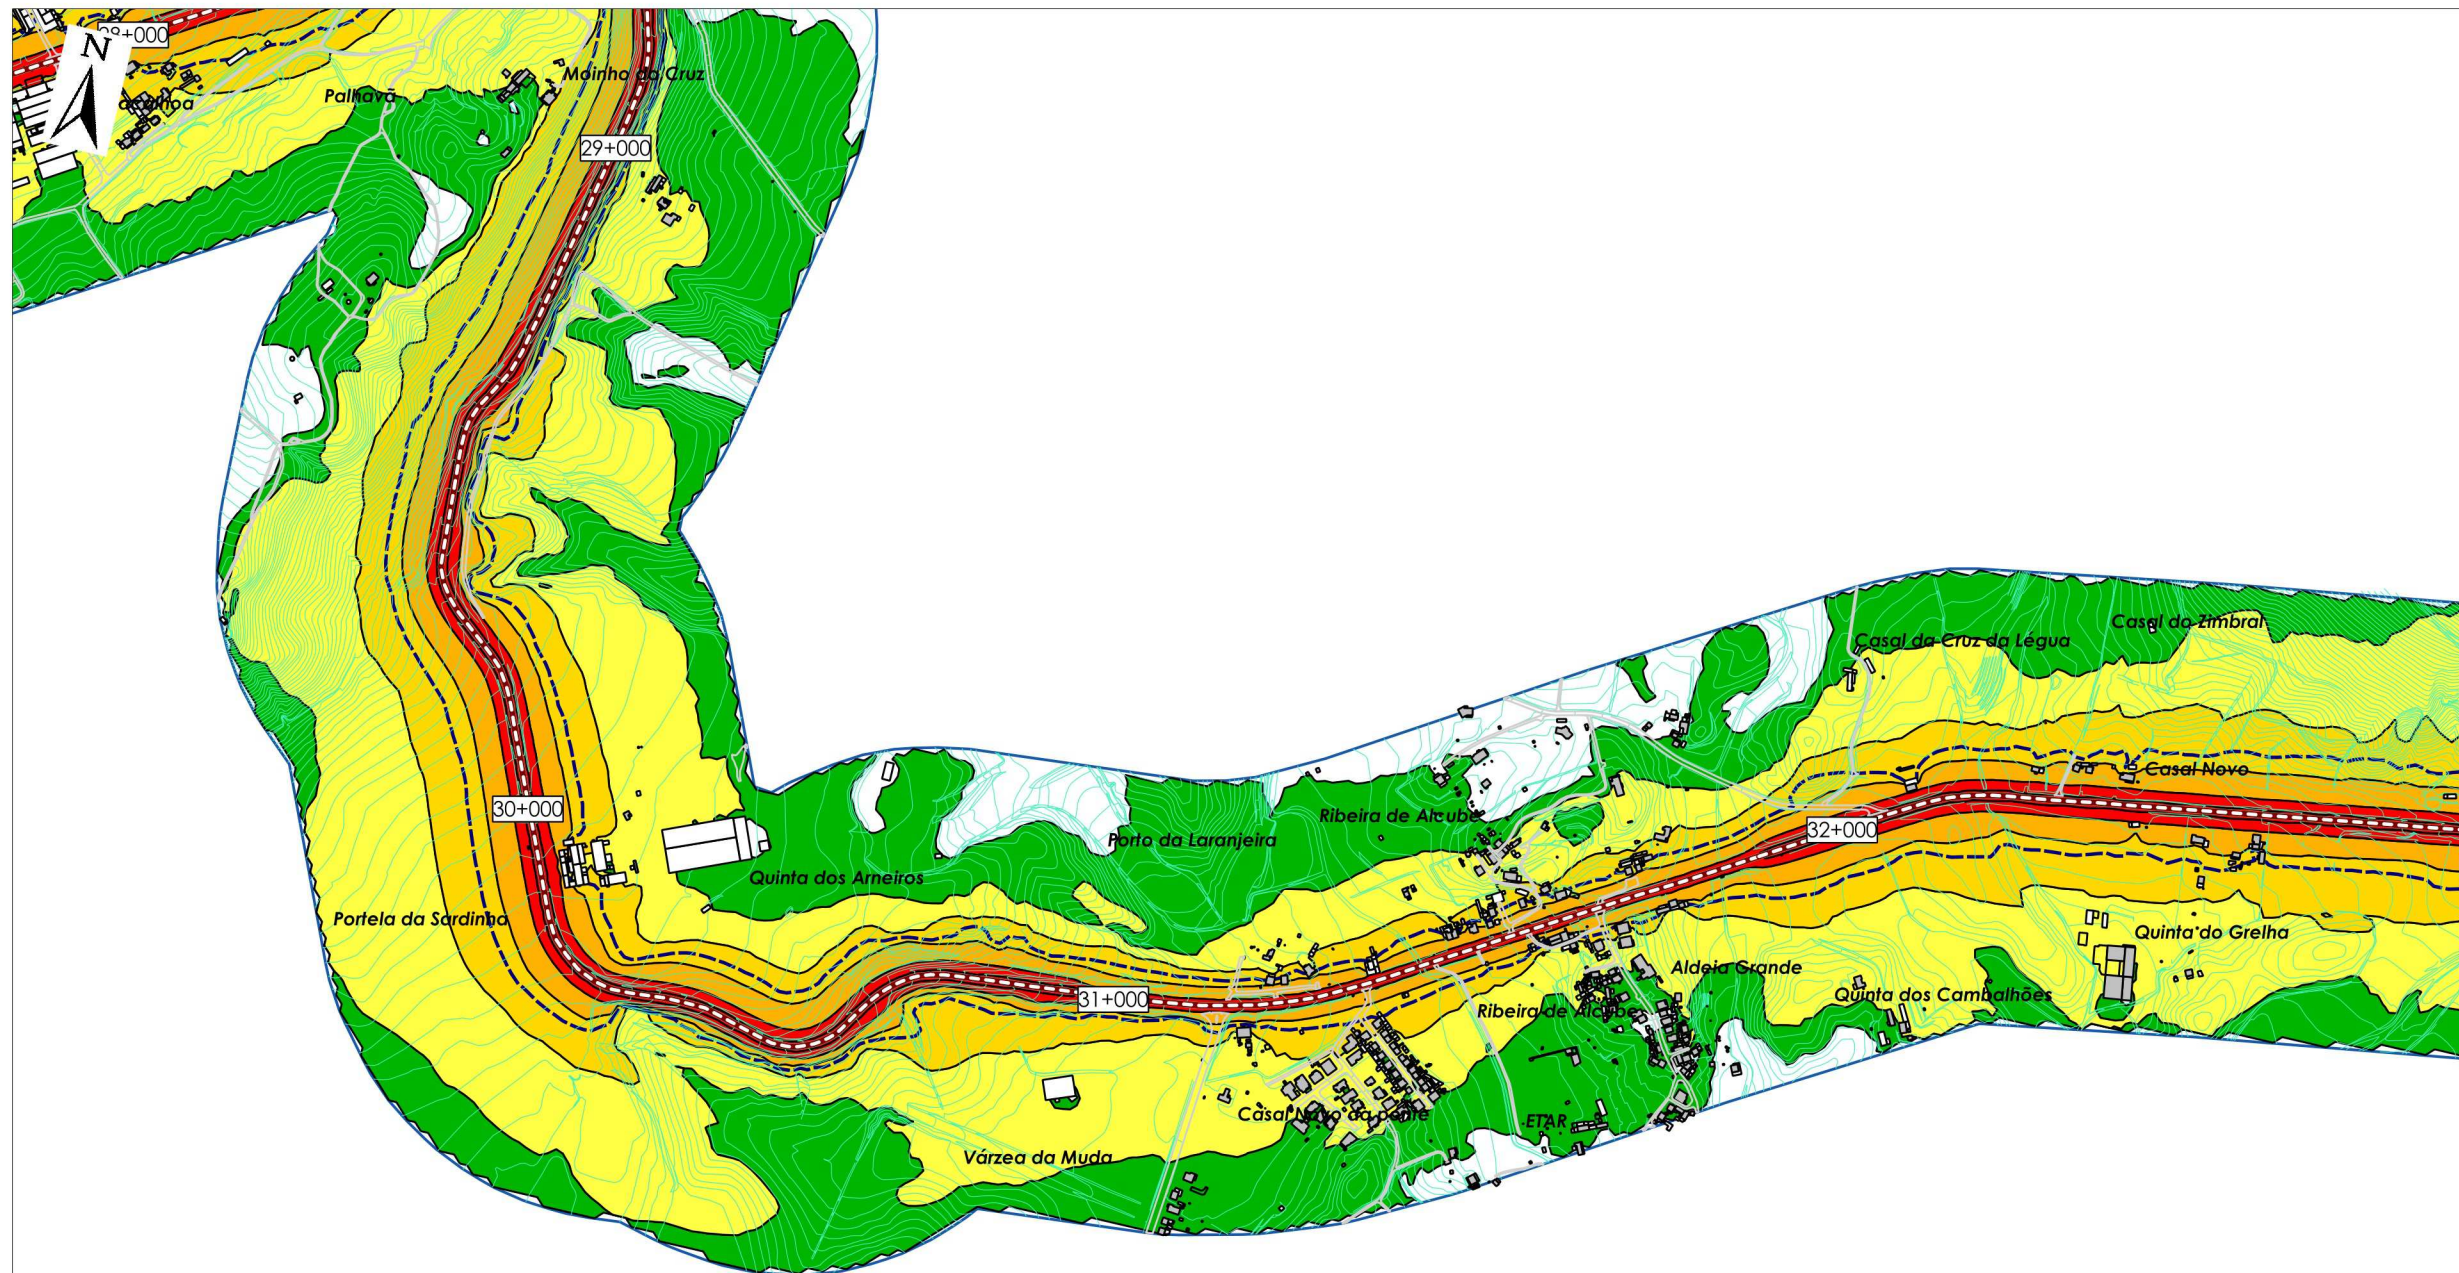 28+000
N
Palhavã
Moinho da Cruz
29+000
Casal do Zimbral
Casal da Cruz da Légua
Casal Novo
30+000
Ribeira de Alcube
32+000
Porto da Laranjeira
Quinta dos Arneiros
Portela da Sardinha
Quinta do Grelha
Aldeia Grande
Quinta dos Cambalhões
31+000
Ribeira de Alcube
Casal Novo da ponte
ETAR
Várzea da Muda